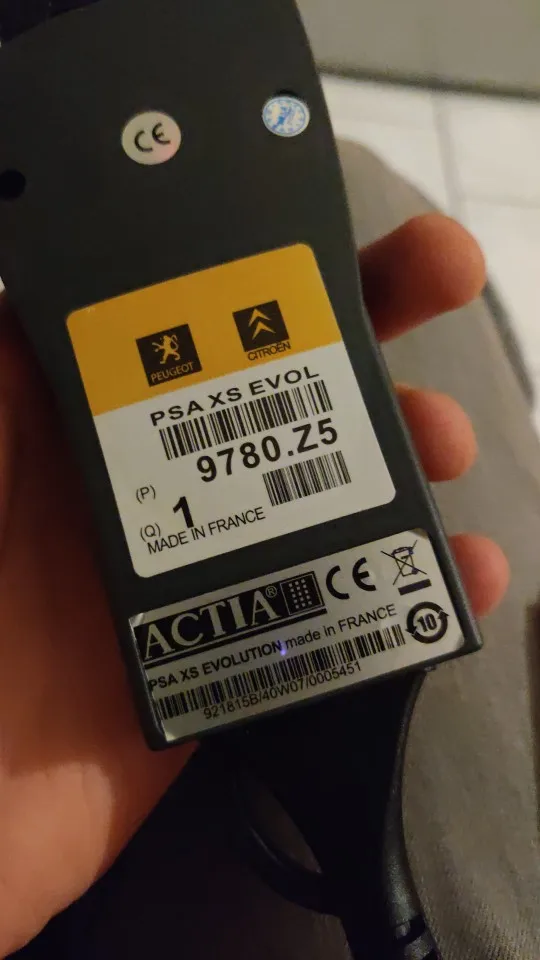 CE
PEUGEOT
CITROËN
PSA XS EVOL
9780.Z5
(P)
(Q) 1
MADE IN FRANCE
ACTIA® CE
PSA XS EVOLUTION made in FRANCE
10
921815B/40W07/0005451